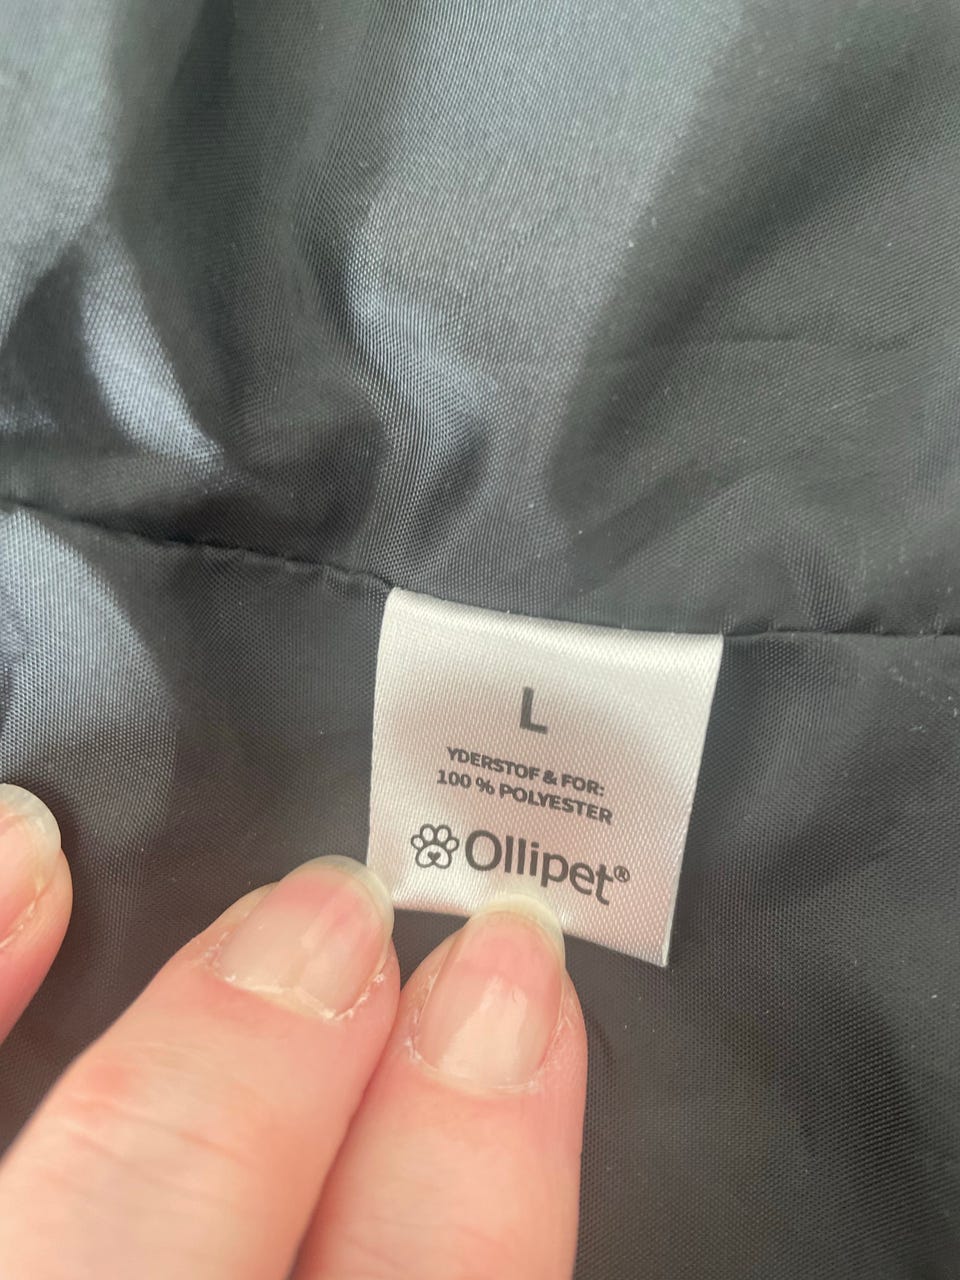 L
YDERSTOF & FOR:
100 % POLYESTER
Ollipet®